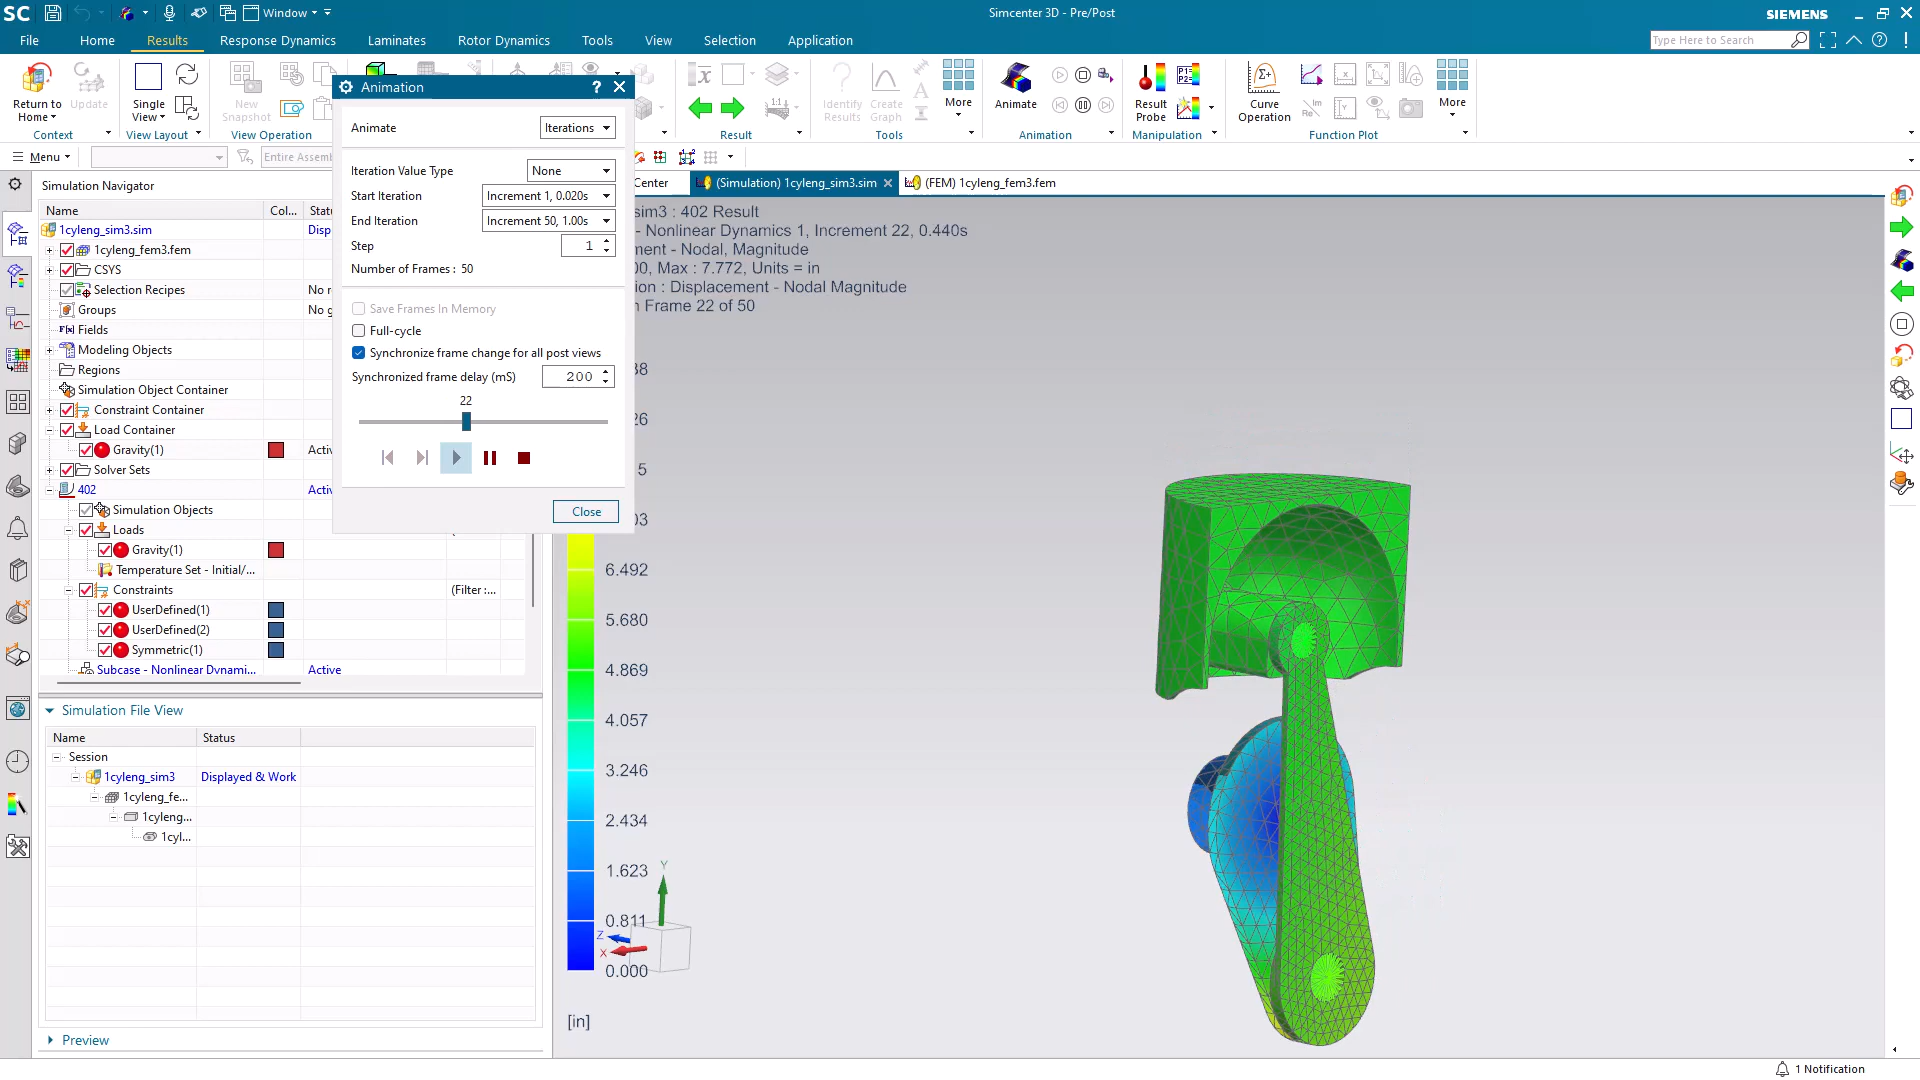 SC
Window
Simcenter 3D - Pre/Post
SIEMENS
File
Home
Results
Response Dynamics
Laminates
Rotor Dynamics
Tools
View
Selection
Application
Type Here to Search
Return to Home
Update
Single View
New Snapshot
Identify Results
Create Graph
More
Animate
Result Probe
Curve Operation
More
Context
View Layout
View Operation
Result
Tools
Animation
Manipulation
Function Plot
Menu
Entire Assemb
Animation
Animate
Iterations
Iteration Value Type
None
Start Iteration
Increment 1, 0.020s
End Iteration
Increment 50, 1.00s
Step
1
Number of Frames : 50
Save Frames In Memory
Full-cycle
Synchronize frame change for all post views
Synchronized frame delay (mS)
200
22
Close
Center
(Simulation) 1cyleng_sim3.sim
(FEM) 1cyleng_fem3.fem
Simulation Navigator
Name
Col...
Statu
1cyleng_sim3.sim
Disp
1cyleng_fem3.fem
CSYS
Selection Recipes
No r
Groups
No g
Fields
Modeling Objects
Regions
Simulation Object Container
Constraint Container
Load Container
Gravity(1)
Activ
Solver Sets
402
Activ
Simulation Objects
Loads
Gravity(1)
Temperature Set - Initial/...
Constraints
(Filter :...
UserDefined(1)
UserDefined(2)
Symmetric(1)
Subcase - Nonlinear Dynami...
Active
Simulation File View
Name
Status
Session
1cyleng_sim3
Displayed & Work
1cyleng_fe...
1cyleng...
1cyl...
Preview
sim3 : 402 Result
- Nonlinear Dynamics 1, Increment 22, 0.440s
ment - Nodal, Magnitude
00, Max : 7.772, Units = in
ion : Displacement - Nodal Magnitude
Frame 22 of 50
38
26
5
03
6.492
5.680
4.869
4.057
3.246
2.434
1.623
0.811
0.000
[in]
Y
Z
X
1 Notification